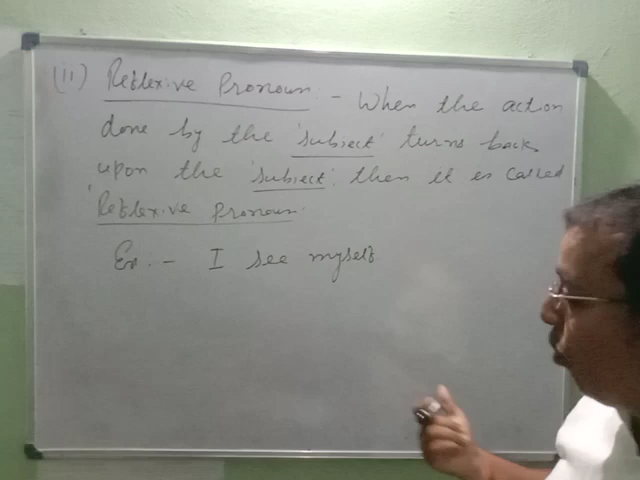 (ii) Reflexive Pronoun :- When the action
done by the 'subject' turns back
upon the 'subject', then it is called
'Reflexive Pronoun.
Ex :- I see myself